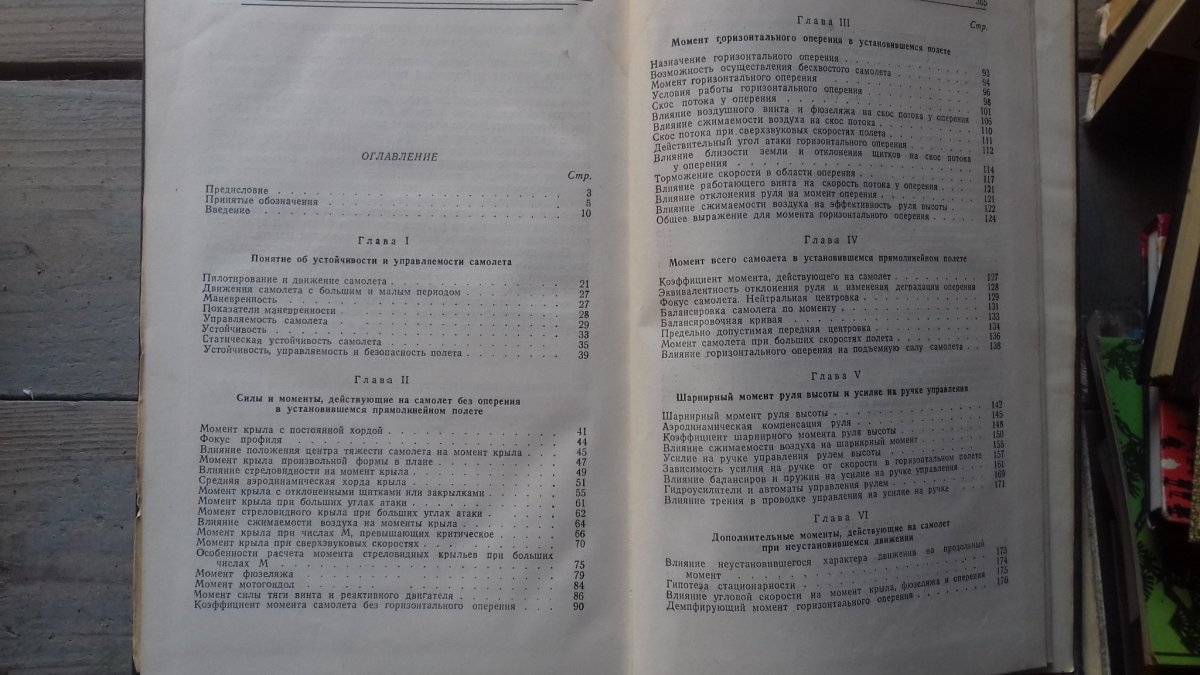 ОГЛАВЛЕНИЕ
Стр.
Предисловие 3
Принятые обозначения 5
Введение 10
Глава I
Понятие об устойчивости и управляемости самолета
Пилотирование и движение самолета 21
Движения самолета с большим и малым периодом 27
Маневренность 27
Показатели маневренности 28
Управляемость самолета 29
Устойчивость 33
Статическая устойчивость самолета 35
Устойчивость, управляемость и безопасность полета 39
Глава II
Силы и моменты, действующие на самолет без оперения
в установившемся прямолинейном полете
Момент крыла с постоянной хордой 41
Фокус профиля 44
Влияние положения центра тяжести самолета на момент крыла 45
Момент крыла произвольной формы в плане 47
Влияние стреловидности на момент крыла 49
Средняя аэродинамическая хорда крыла 51
Момент крыла с отклоненными щитками или закрылками 55
Момент крыла при больших углах атаки 61
Момент стреловидного крыла при больших углах атаки 62
Влияние сжимаемости воздуха на моменты крыла 64
Момент крыла при числах М, превышающих критическое 66
Момент крыла при сверхзвуковых скоростях 70
Особенности расчета момента стреловидных крыльев при больших
числах М 75
Момент фюзеляжа 79
Момент мотогондол 84
Момент силы тяги винта и реактивного двигателя 86
Коэффициент момента самолета без горизонтального оперения 90
365
Глава III
Стр.
Момент горизонтального оперения в установившемся полете
Назначение горизонтального оперения 93
Возможность осуществления бесхвостого самолета 94
Момент горизонтального оперения 96
Условия работы горизонтального оперения 98
Скос потока у оперения 101
Влияние воздушного винта и фюзеляжа на скос потока у оперения 106
Влияние сжимаемости воздуха на скос потока 110
Скос потока при сверхзвуковых скоростях полета 111
Действительный угол атаки горизонтального оперения 112
Влияние близости земли и отклонения щитков на скос потока
у оперения 114
Торможение скорости в области оперения 117
Влияние работающего винта на скорость потока у оперения 121
Влияние отклонения руля на момент оперения 121
Влияние сжимаемости воздуха на эффективность руля высоты 122
Общее выражение для момента горизонтального оперения 124
Глава IV
Момент всего самолета в установившемся прямолинейном полете
Коэффициент момента, действующего на самолет 127
Эквивалентность отклонения руля и изменения деградации оперения 128
Фокус самолета. Нейтральная центровка 129
Балансировка самолета по моменту 131
Балансировочная кривая 133
Предельно допустимая передняя центровка 134
Момент самолета при больших скоростях полета 136
Влияние горизонтального оперения на подъемную силу самолета 138
Глава V
Шарнирный момент руля высоты и усилие на ручке управления
Шарнирный момент руля высоты 142
Аэродинамическая компенсация руля 145
Коэффициент шарнирного момента руля высоты 148
Влияние сжимаемости воздуха на шарнирный момент 150
Усилие на ручке управления рулем высоты 155
Зависимость усилия на ручке от скорости в горизонтальном полете 157
Влияние балансиров и пружин на усилие на ручке управления 161
Гидроусилители и автоматы управления рулем 169
Влияние трения в проводке управления на усилие на ручке 171
Глава VI
Дополнительные моменты, действующие на самолет
при неустановившемся движении
Влияние неустановившегося характера движения на продольный
момент 173
Гипотеза стационарности 174
Влияние угловой скорости на момент крыла, фюзеляжа и оперения 175
Демпфирующий момент горизонтального оперения 176